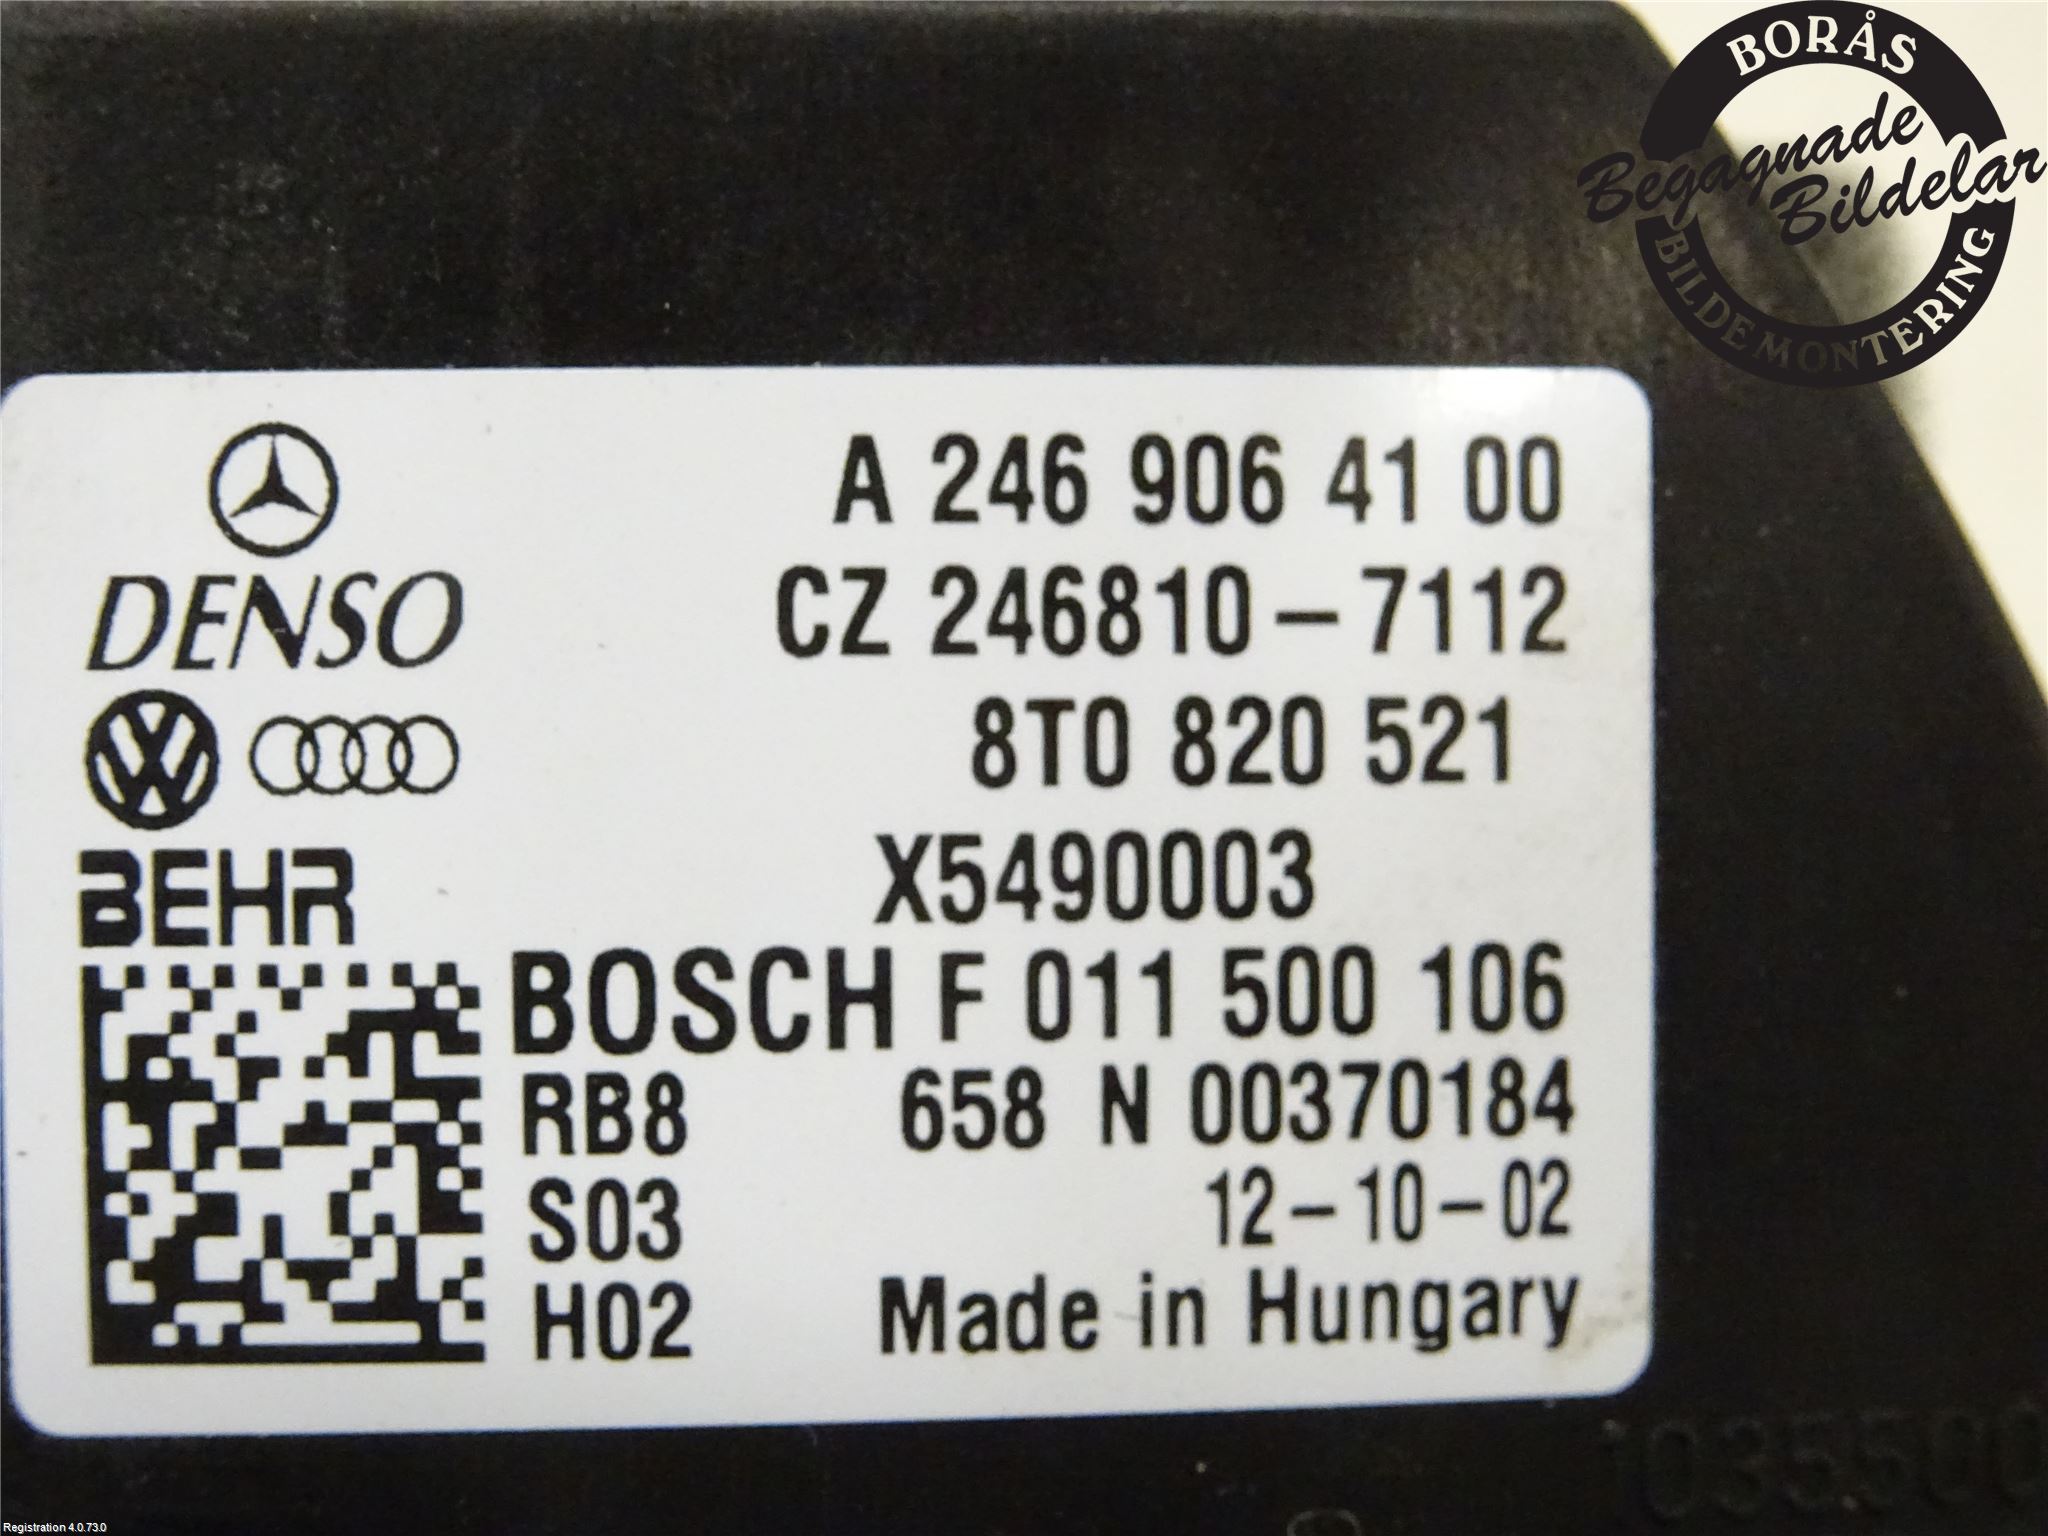 BORÅS
Begagnade
Bildelar
BILDEMONTERING
A 246 906 41 00
DENSO CZ 246810-7112
8T0 820 521
BEHR X5490003
BOSCH F 011 500 106
RB8 658 N 00370184
S03 12-10-02
H02 Made in Hungary
Registration 4.0.73.0